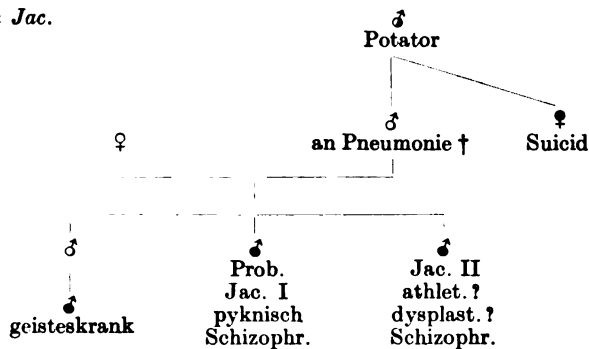 Jac.
♂
Potator
♀
♂
an Pneumonie †
♀
Suicid
♂
♂
Prob.
Jac. I
pyknisch
Schizophr.
♂
Jac. II
athlet. ?
dysplast. ?
Schizophr.
♂
geisteskrank